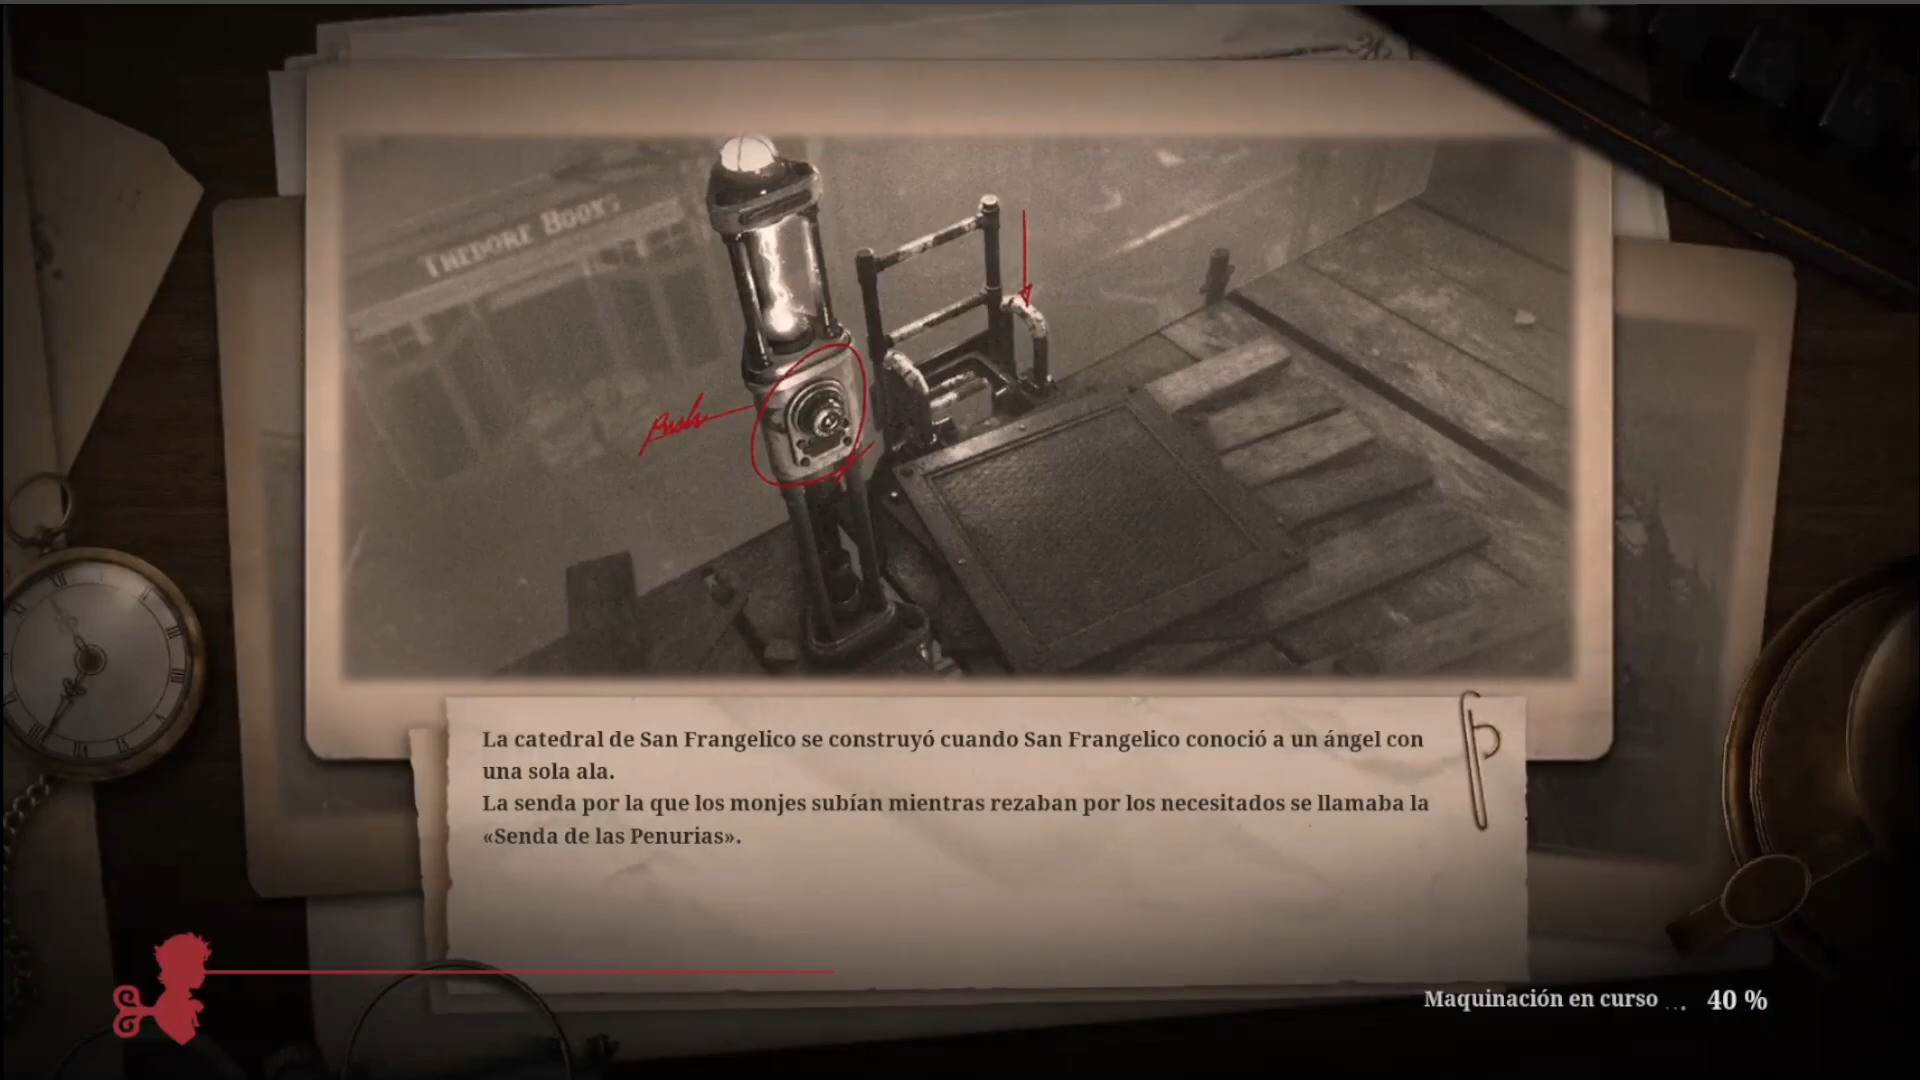 THEDORE BOOKS
Push
La catedral de San Frangelico se construyó cuando San Frangelico conoció a un ángel con
una sola ala.
La senda por la que los monjes subían mientras rezaban por los necesitados se llamaba la
«Senda de las Penurias».
Maquinación en curso ... 40 %